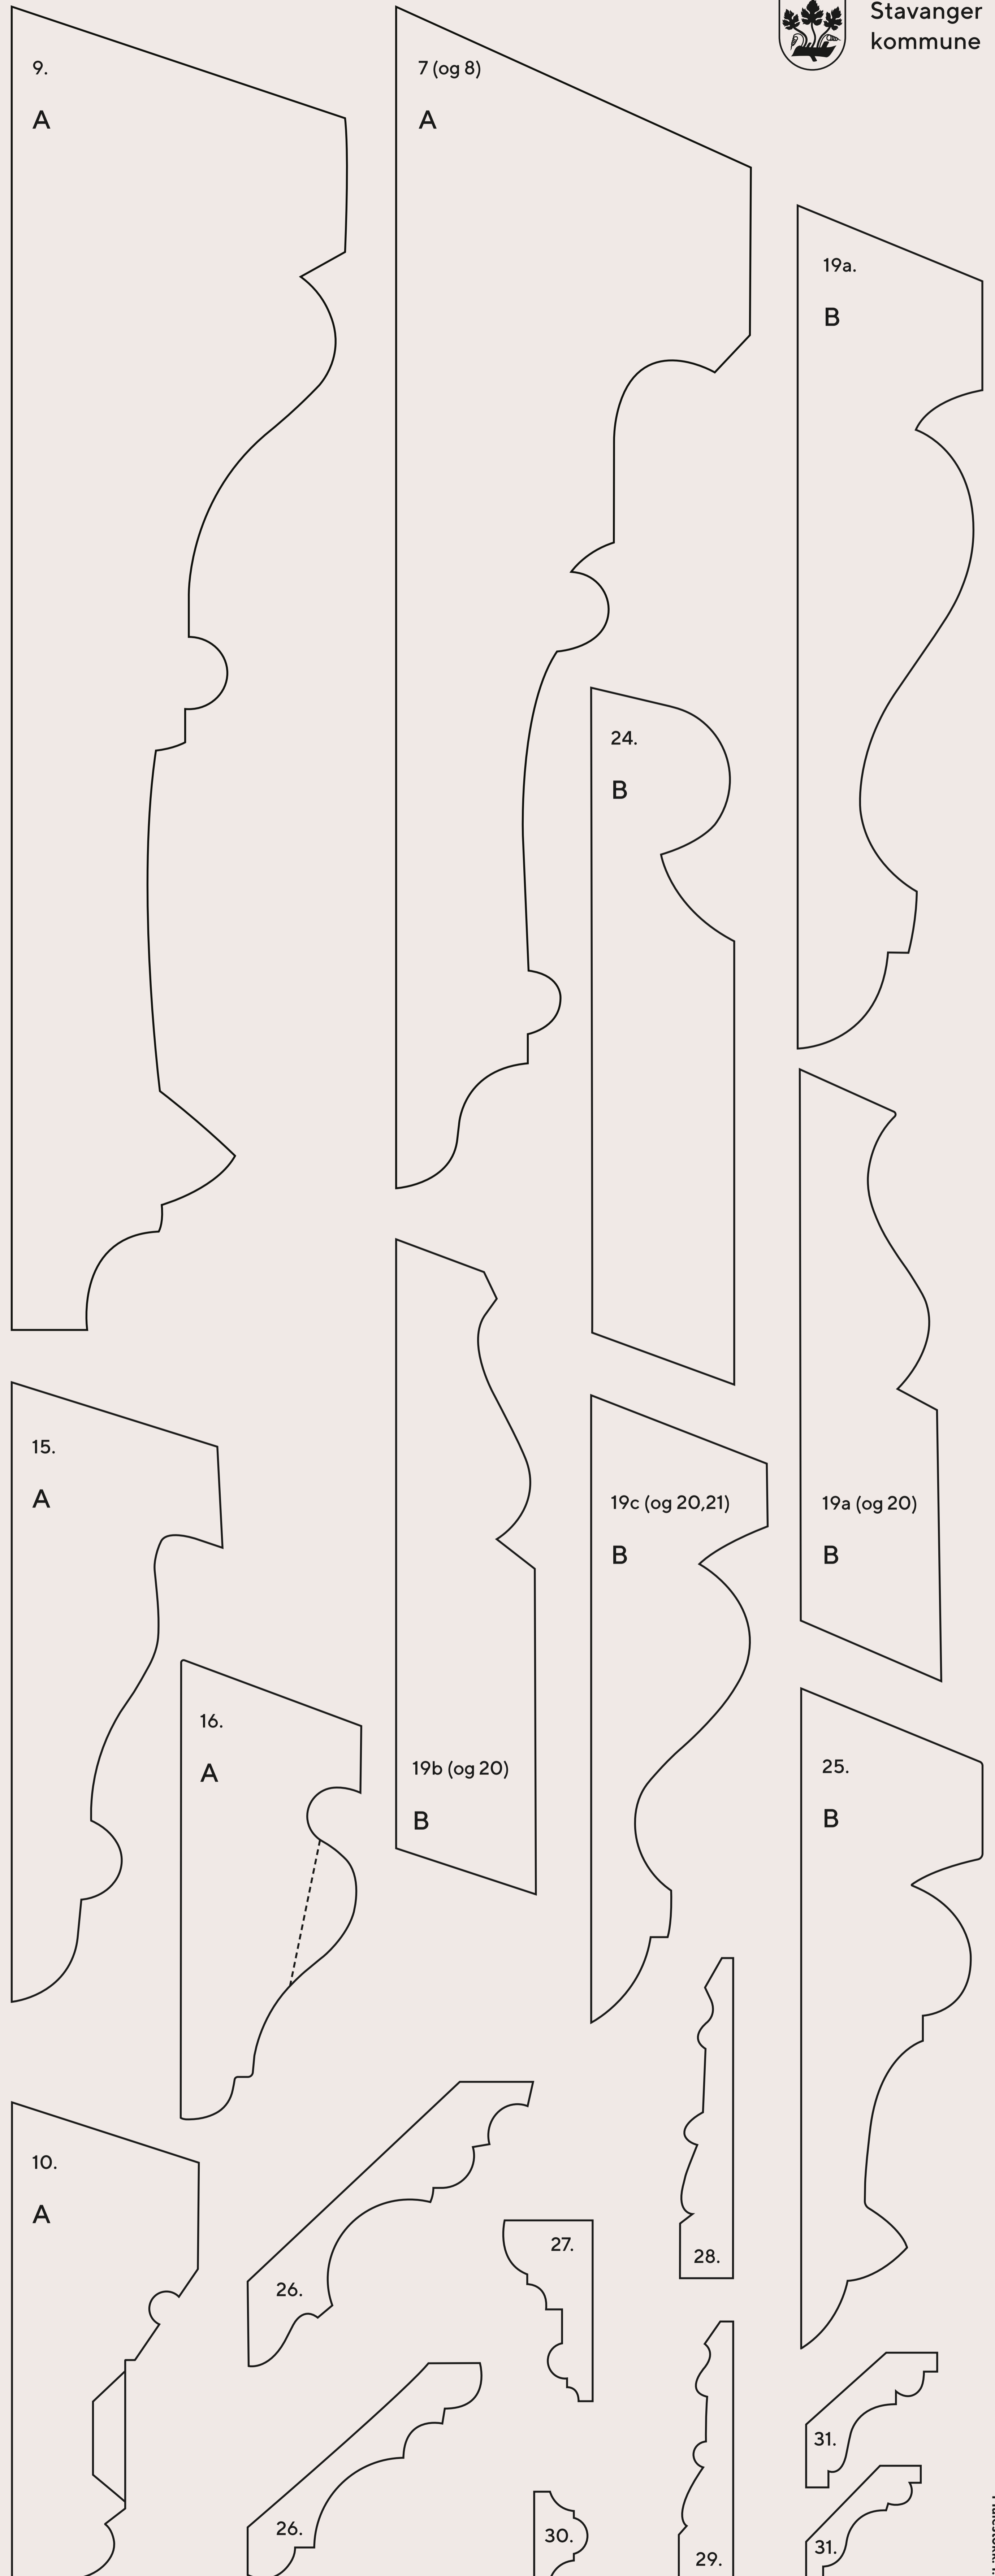 Stavanger
kommune
9.
A
7 (og 8)
A
19a.
B
24.
B
15.
A
19c (og 20,21)
B
19a (og 20)
B
16.
A
19b (og 20)
B
25.
B
10.
A
26.
27.
28.
26.
30.
29.
31.
31.